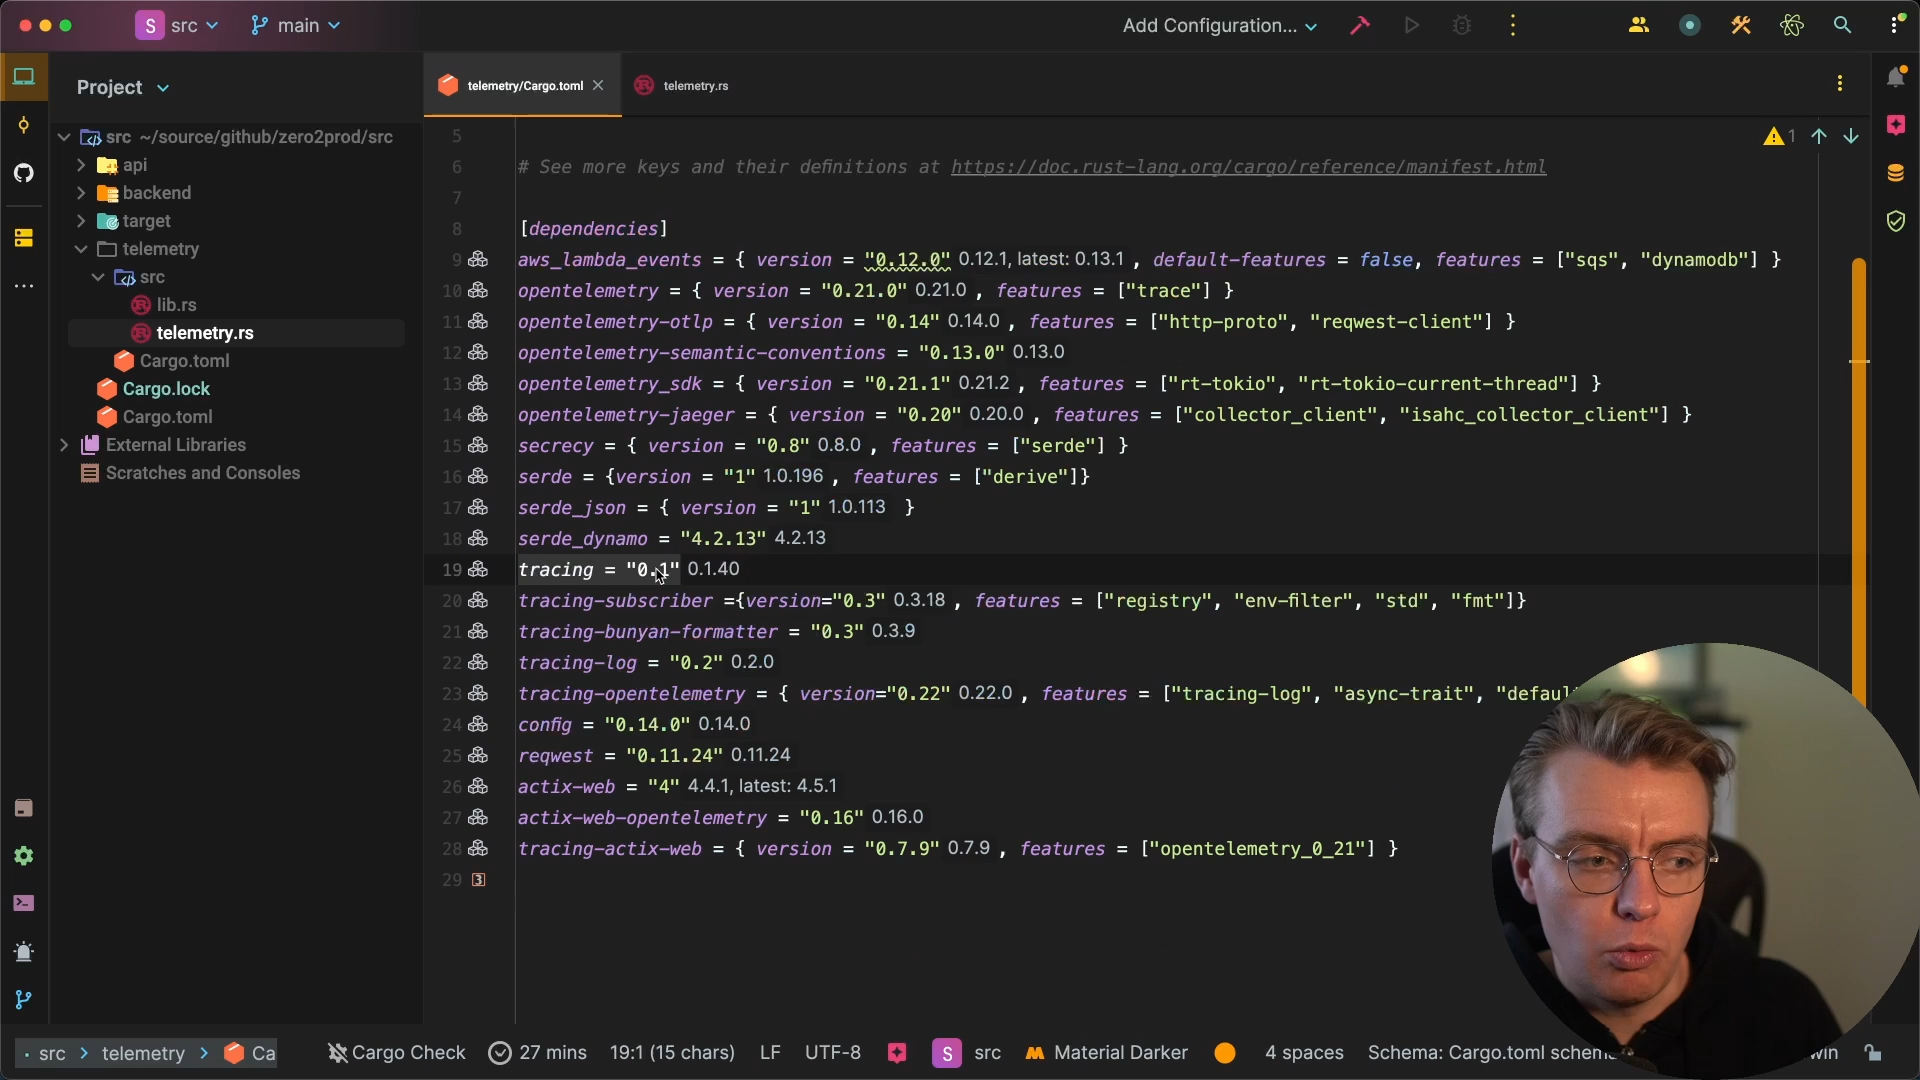 S src main Add Configuration...
Project
telemetry/Cargo.toml telemetry.rs
src ~/source/github/zero2prod/src
api
backend
target
telemetry
src
lib.rs
telemetry.rs
Cargo.toml
Cargo.lock
Cargo.toml
External Libraries
Scratches and Consoles
1
5
6 # See more keys and their definitions at https://doc.rust-lang.org/cargo/reference/manifest.html
7
8 [dependencies]
9 aws_lambda_events = { version = "0.12.0" 0.12.1, latest: 0.13.1 , default-features = false, features = ["sqs", "dynamodb"] }
10 opentelemetry = { version = "0.21.0" 0.21.0 , features = ["trace"] }
11 opentelemetry-otlp = { version = "0.14" 0.14.0 , features = ["http-proto", "reqwest-client"] }
12 opentelemetry-semantic-conventions = "0.13.0" 0.13.0
13 opentelemetry_sdk = { version = "0.21.1" 0.21.2 , features = ["rt-tokio", "rt-tokio-current-thread"] }
14 opentelemetry-jaeger = { version = "0.20" 0.20.0 , features = ["collector_client", "isahc_collector_client"] }
15 secrecy = { version = "0.8" 0.8.0 , features = ["serde"] }
16 serde = {version = "1" 1.0.196 , features = ["derive"]}
17 serde_json = { version = "1" 1.0.113 }
18 serde_dynamo = "4.2.13" 4.2.13
19 tracing = "0.1" 0.1.40
20 tracing-subscriber ={version="0.3" 0.3.18 , features = ["registry", "env-filter", "std", "fmt"]}
21 tracing-bunyan-formatter = "0.3" 0.3.9
22 tracing-log = "0.2" 0.2.0
23 tracing-opentelemetry = { version="0.22" 0.22.0 , features = ["tracing-log", "async-trait",
24 config = "0.14.0" 0.14.0
25 reqwest = "0.11.24" 0.11.24
26 actix-web = "4" 4.4.1, latest: 4.5.1
27 actix-web-opentelemetry = "0.16" 0.16.0
28 tracing-actix-web = { version = "0.7.9" 0.7.9 , features = ["opentelemetry_0_21"] }
29 3
src > telemetry > Ca Cargo Check 27 mins 19:1 (15 chars) LF UTF-8 S src Material Darker 4 spaces Schema: Cargo.toml